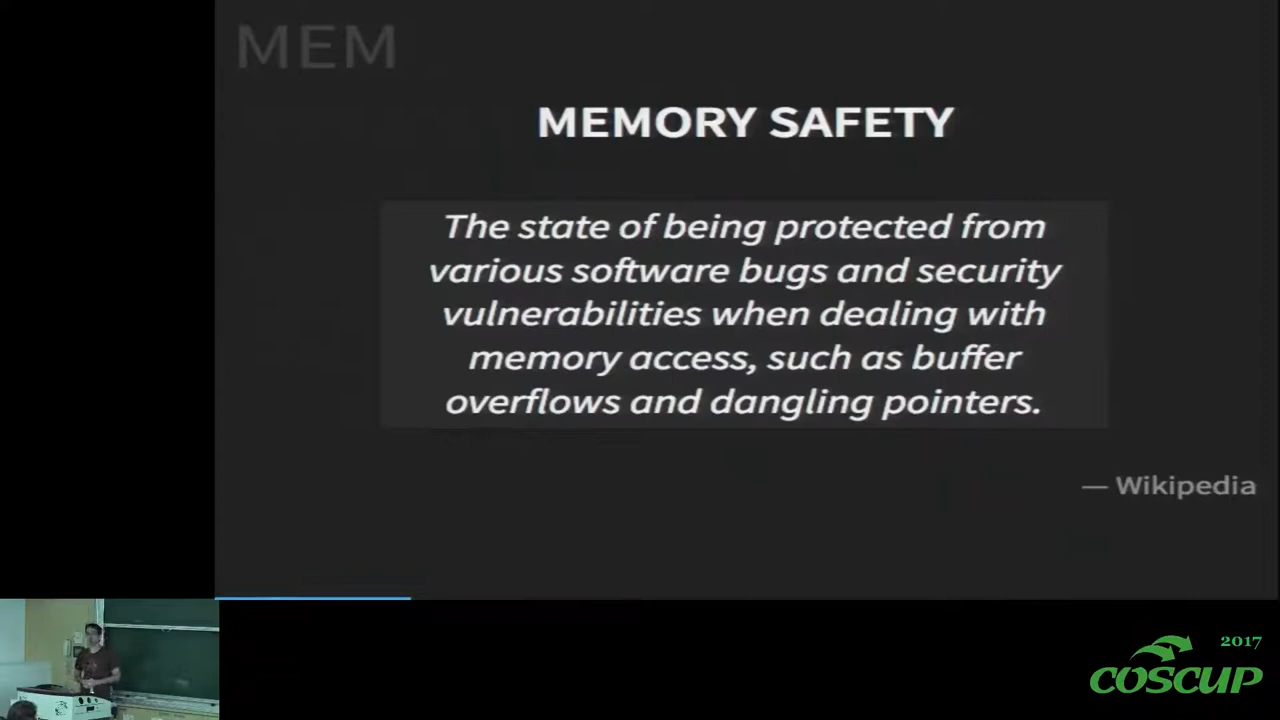 MEM
MEMORY SAFETY
The state of being protected from
various software bugs and security
vulnerabilities when dealing with
memory access, such as buffer
overflows and dangling pointers.
— Wikipedia
2017
COSCUP